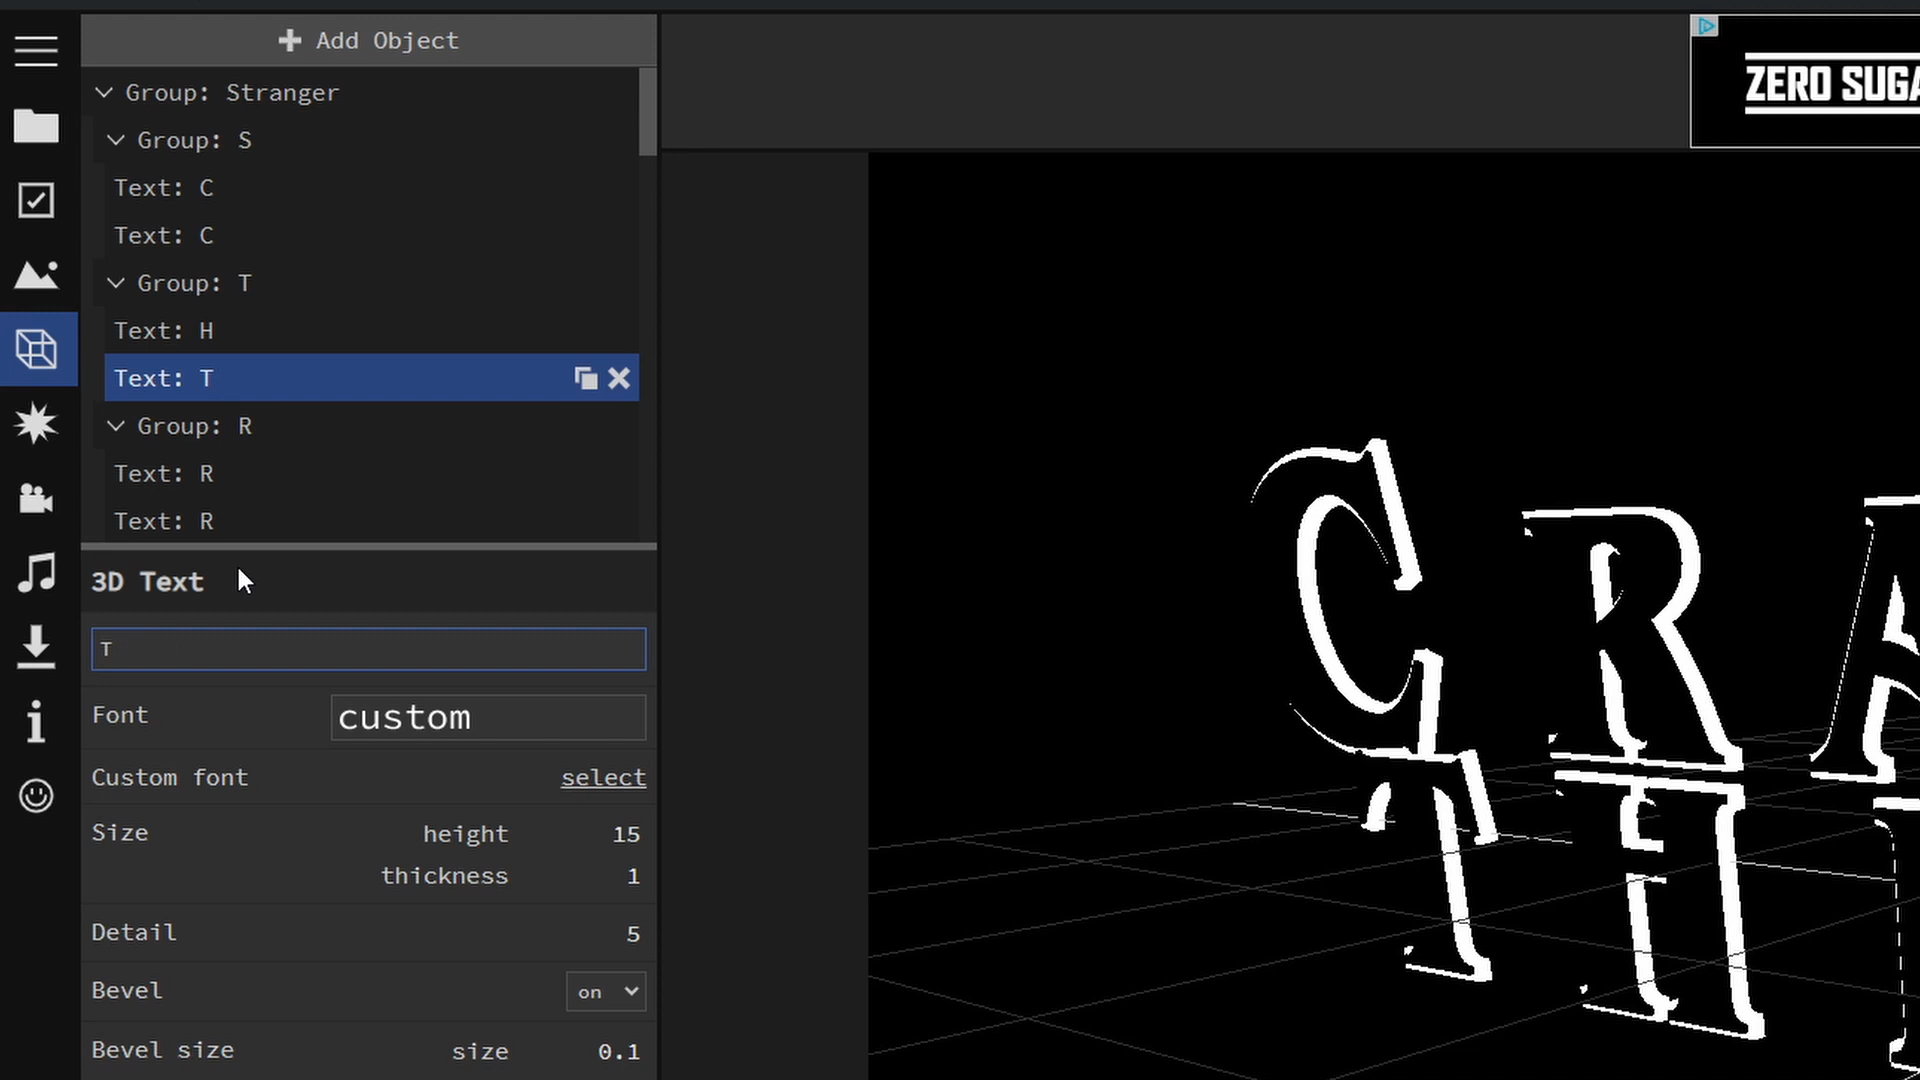 Add Object
Group: Stranger
Group: S
Text: C
Text: C
Group: T
Text: H
Text: T
Group: R
Text: R
Text: R
3D Text
T
Font custom
Custom font select
Size height 15
thickness 1
Detail 5
Bevel on
Bevel size size 0.1
ZERO
C R A
T H